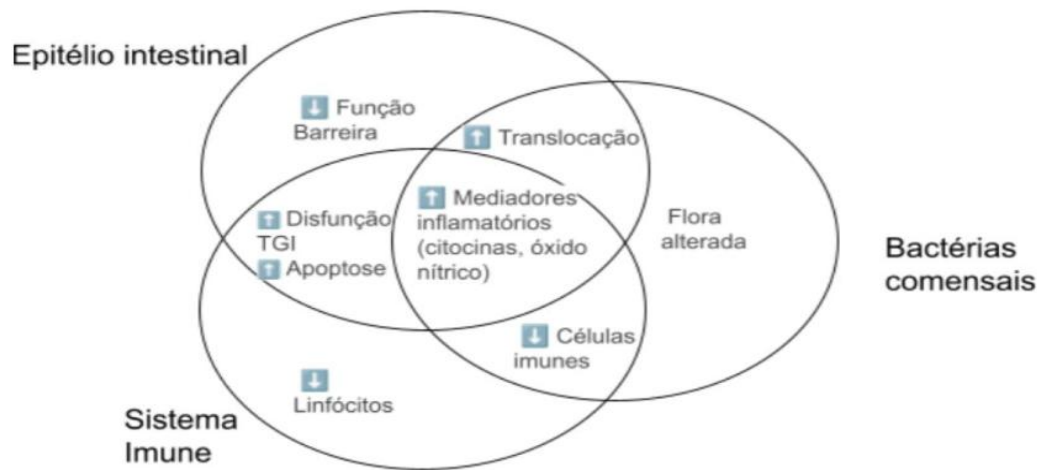 Epitélio intestinal
⬇ Função
Barreira
⬆ Translocação
⬆ Disfunção
TGI
⬆ Apoptose
⬆ Mediadores
inflamatórios
(citocinas, óxido
nítrico)
Flora
alterada
Bactérias
comensais
⬇ Células
imunes
⬇
Linfócitos
Sistema
Imune